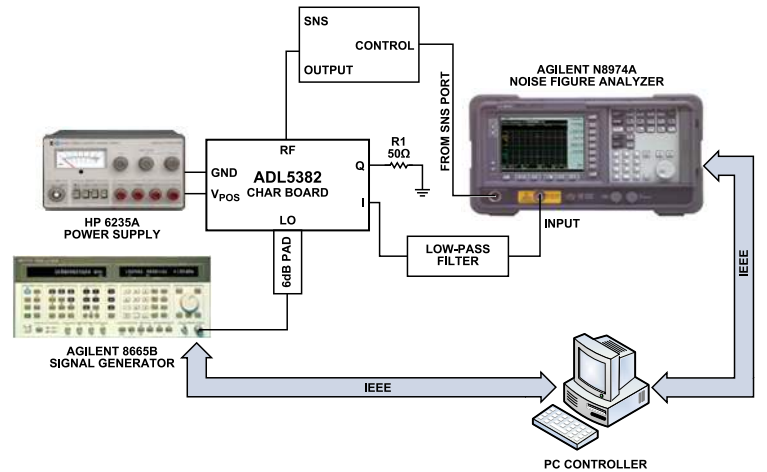 SNS
CONTROL
OUTPUT
AGILENT N8974A
NOISE FIGURE ANALYZER
FROM SNS PORT
RF
R1
50Ω
GND
ADL5382
Q
CHAR BOARD
VPOS
I
LO
HP 6235A
POWER SUPPLY
INPUT
6dB PAD
LOW-PASS
FILTER
IEEE
AGILENT 8665B
SIGNAL GENERATOR
IEEE
PC CONTROLLER